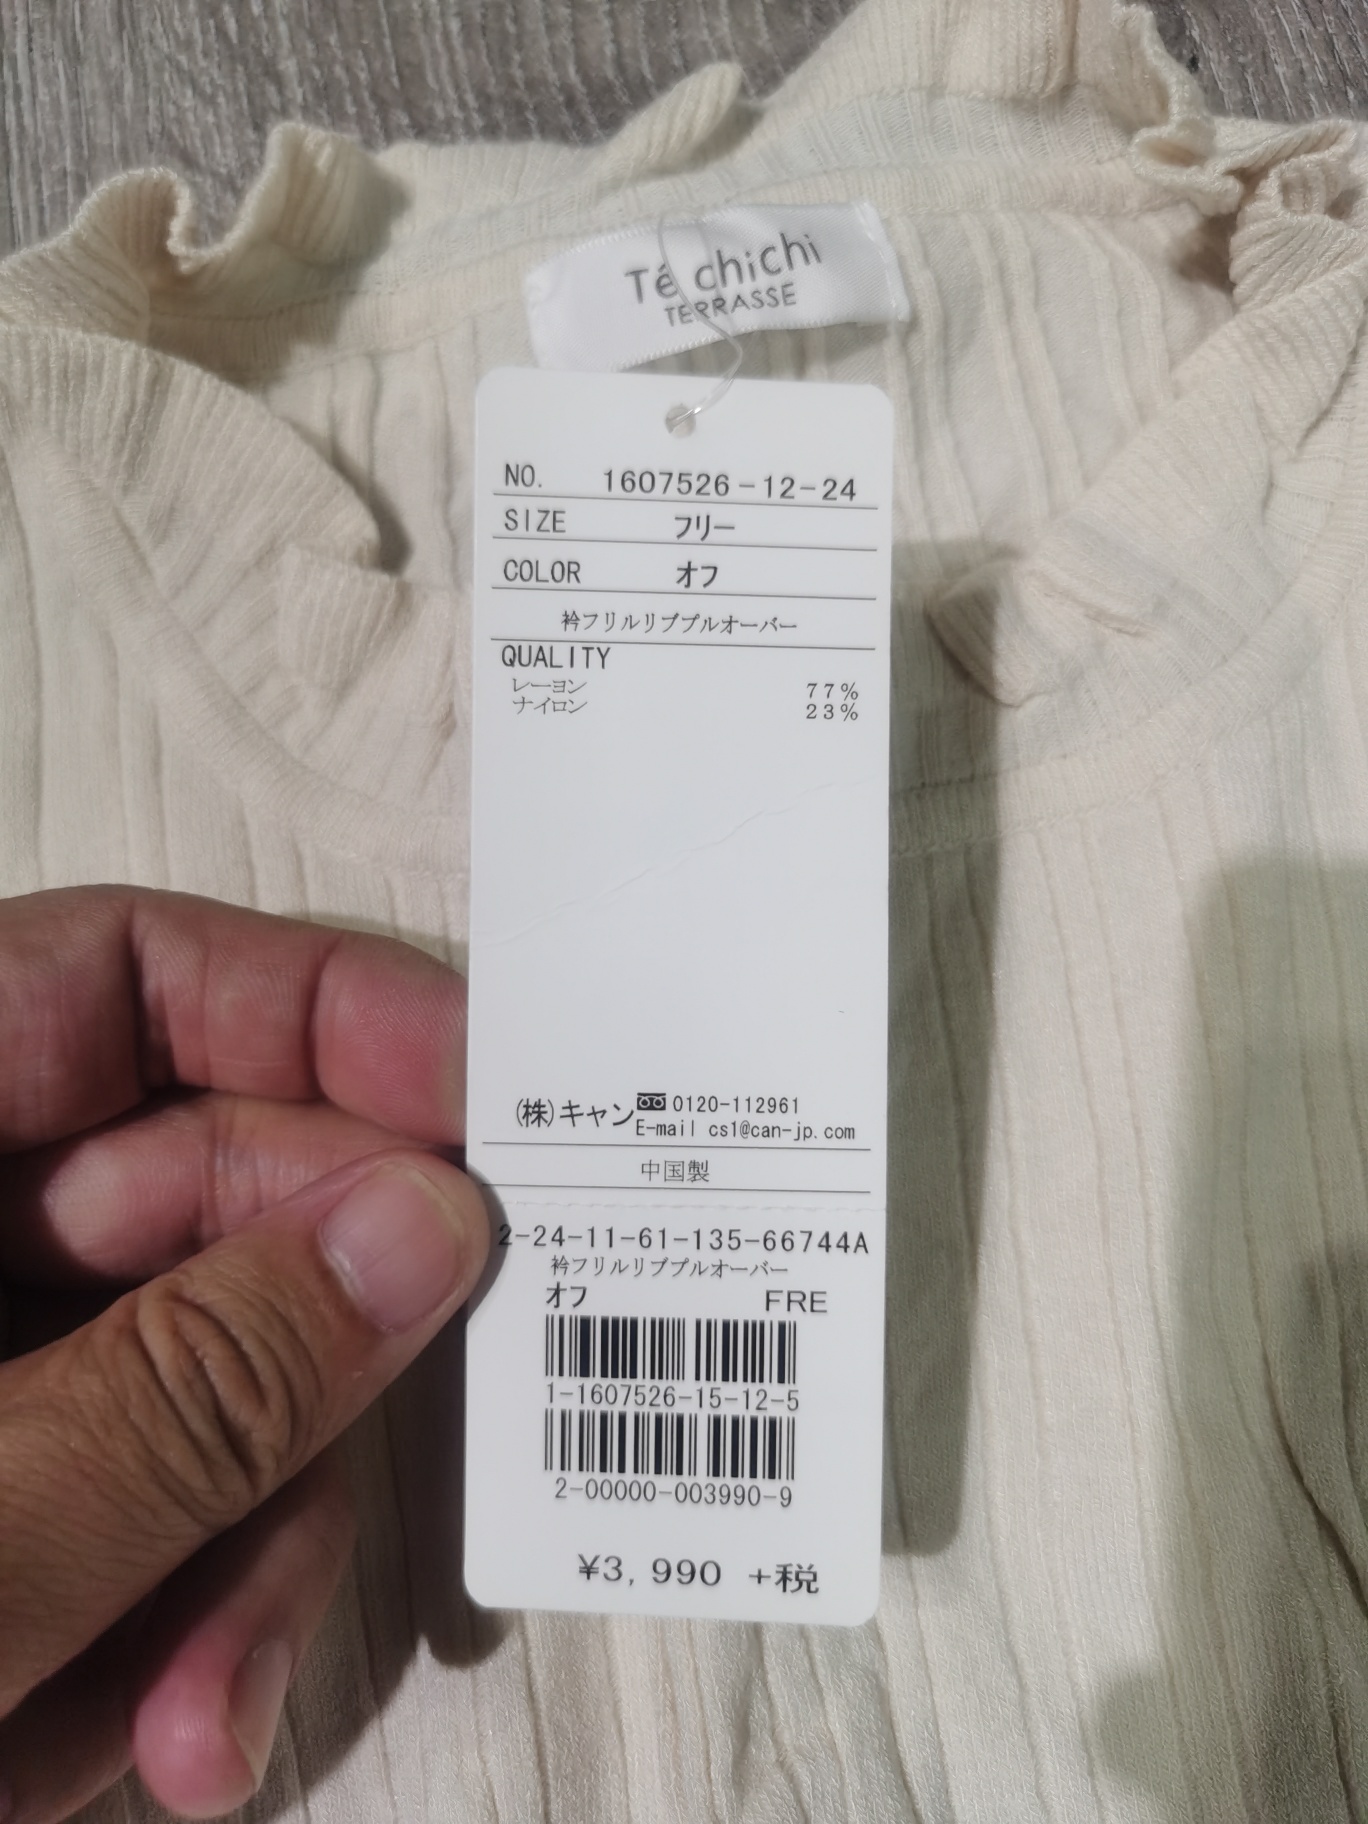 Té chichi
TERRASSE
NO. 1607526-12-24
SIZE フリー
COLOR オフ
衿フリルリブプルオーバー
QUALITY
レーヨン 77%
ナイロン 23%
(株)キャン 0120-112961
E-mail cs1@can-jp.com
中国製
2-24-11-61-135-66744A
衿フリルリブプルオーバー
オフ FRE
1-1607526-15-12-5
2-00000-003990-9
¥3,990 +税